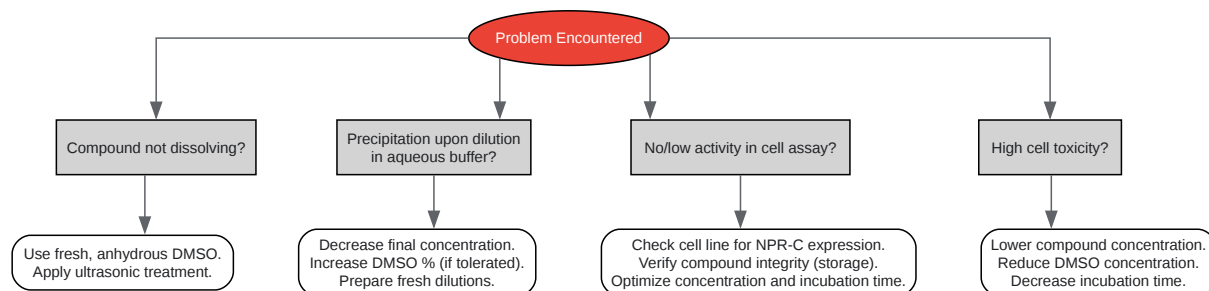 Problem Encountered
Compound not dissolving?
Precipitation upon dilution
in aqueous buffer?
No/low activity in cell assay?
High cell toxicity?
Use fresh, anhydrous DMSO.
Apply ultrasonic treatment.
Decrease final concentration.
Increase DMSO % (if tolerated).
Prepare fresh dilutions.
Check cell line for NPR-C expression.
Verify compound integrity (storage).
Optimize concentration and incubation time.
Lower compound concentration.
Reduce DMSO concentration.
Decrease incubation time.